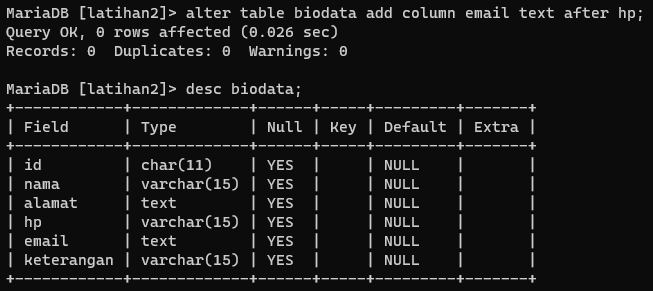 MariaDB [latihan2]> alter table biodata add column email text after hp;
Query OK, 0 rows affected (0.026 sec)
Records: 0  Duplicates: 0  Warnings: 0

MariaDB [latihan2]> desc biodata;
+------------+-------------+------+-----+---------+-------+
| Field      | Type        | Null | Key | Default | Extra |
+------------+-------------+------+-----+---------+-------+
| id         | char(11)    | YES  |     | NULL    |       |
| nama       | varchar(15) | YES  |     | NULL    |       |
| alamat     | text        | YES  |     | NULL    |       |
| hp         | varchar(15) | YES  |     | NULL    |       |
| email      | text        | YES  |     | NULL    |       |
| keterangan | varchar(15) | YES  |     | NULL    |       |
+------------+-------------+------+-----+---------+-------+